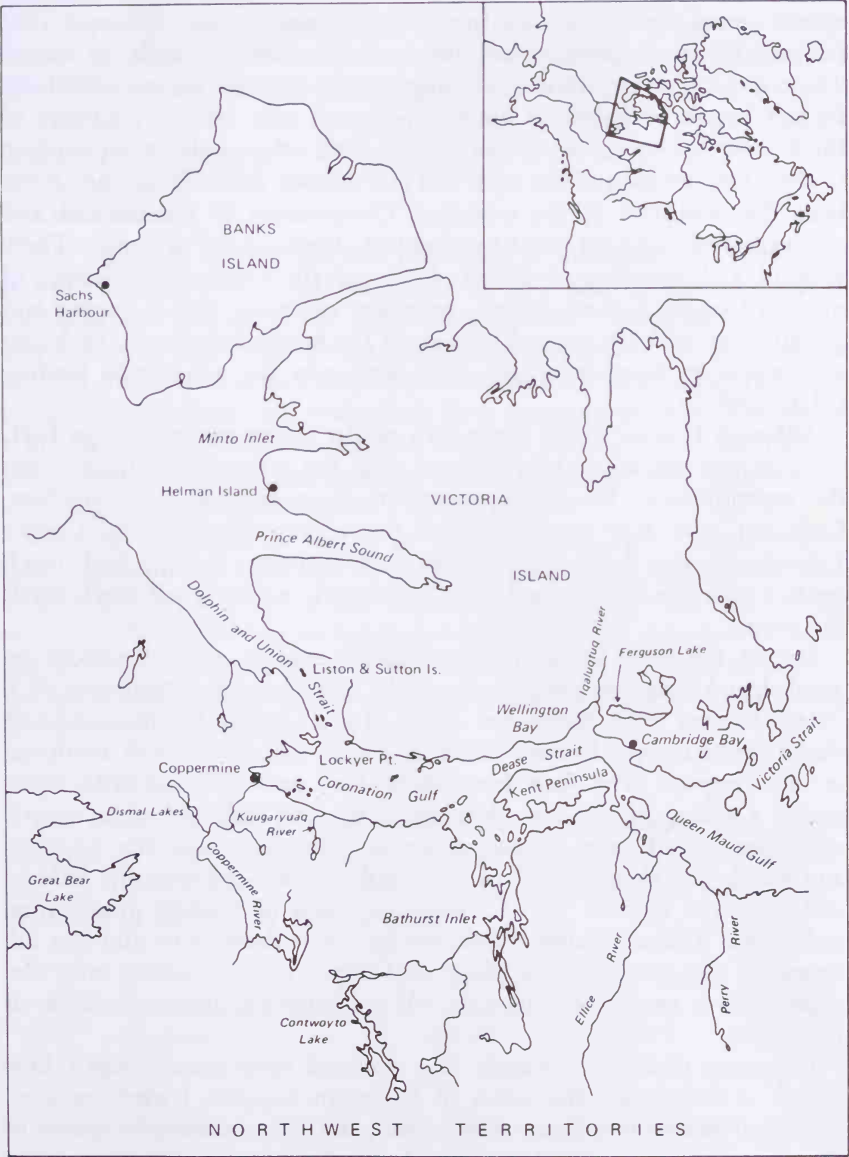 BANKS
ISLAND
Sachs
Harbour
Minto Inlet
Helman Island
VICTORIA
Prince Albert Sound
ISLAND
Dolphin and Union
Strait
Liston & Sutton Is.
Iqaluqtuq River
Ferguson Lake
Wellington
Bay
Cambridge Bay
Victoria Strait
Lockyer Pt.
Dease Strait
Coppermine
Coronation Gulf
Kent Peninsula
Dismal Lakes
Kuugaryuaq
River
Queen Maud Gulf
Coppermine River
Great Bear
Lake
Bathurst Inlet
Ellice River
Perry River
Contwoyto
Lake
NORTHWEST TERRITORIES